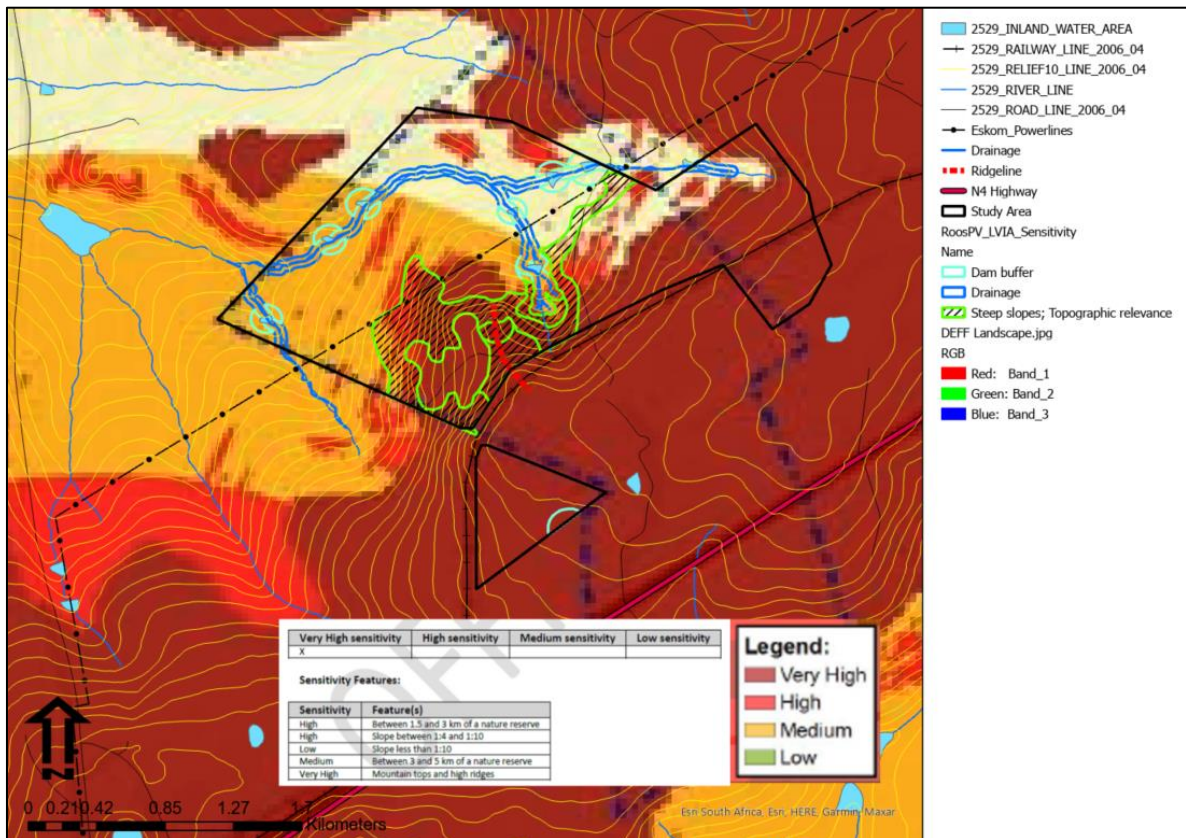 2529_INLAND_WATER_AREA
2529_RAILWAY_LINE_2006_04
2529_RELIEF10_LINE_2006_04
2529_RIVER_LINE
2529_ROAD_LINE_2006_04
Eskom_Powerlines
Drainage
Ridgeline
N4 Highway
Study Area
RoosPV_LVIA_Sensitivity
Name
Dam buffer
Drainage
Steep slopes; Topographic relevance
DEFF Landscape.jpg
RGB
Red: Band_1
Green: Band_2
Blue: Band_3
Very High sensitivity High sensitivity Medium sensitivity Low sensitivity
X
Sensitivity Features:
Sensitivity Feature(s)
High Between 1.5 and 3 km of a nature reserve
High Slope between 1:4 and 1:10
Low Slope less than 1:10
Medium Between 3 and 5 km of a nature reserve
Very High Mountain tops and high ridges
Legend:
Very High
High
Medium
Low
N
0 0.21 0.42 0.85 1.27 1.7
Kilometers
Esri South Africa, Esri, HERE, Garmin, Maxar